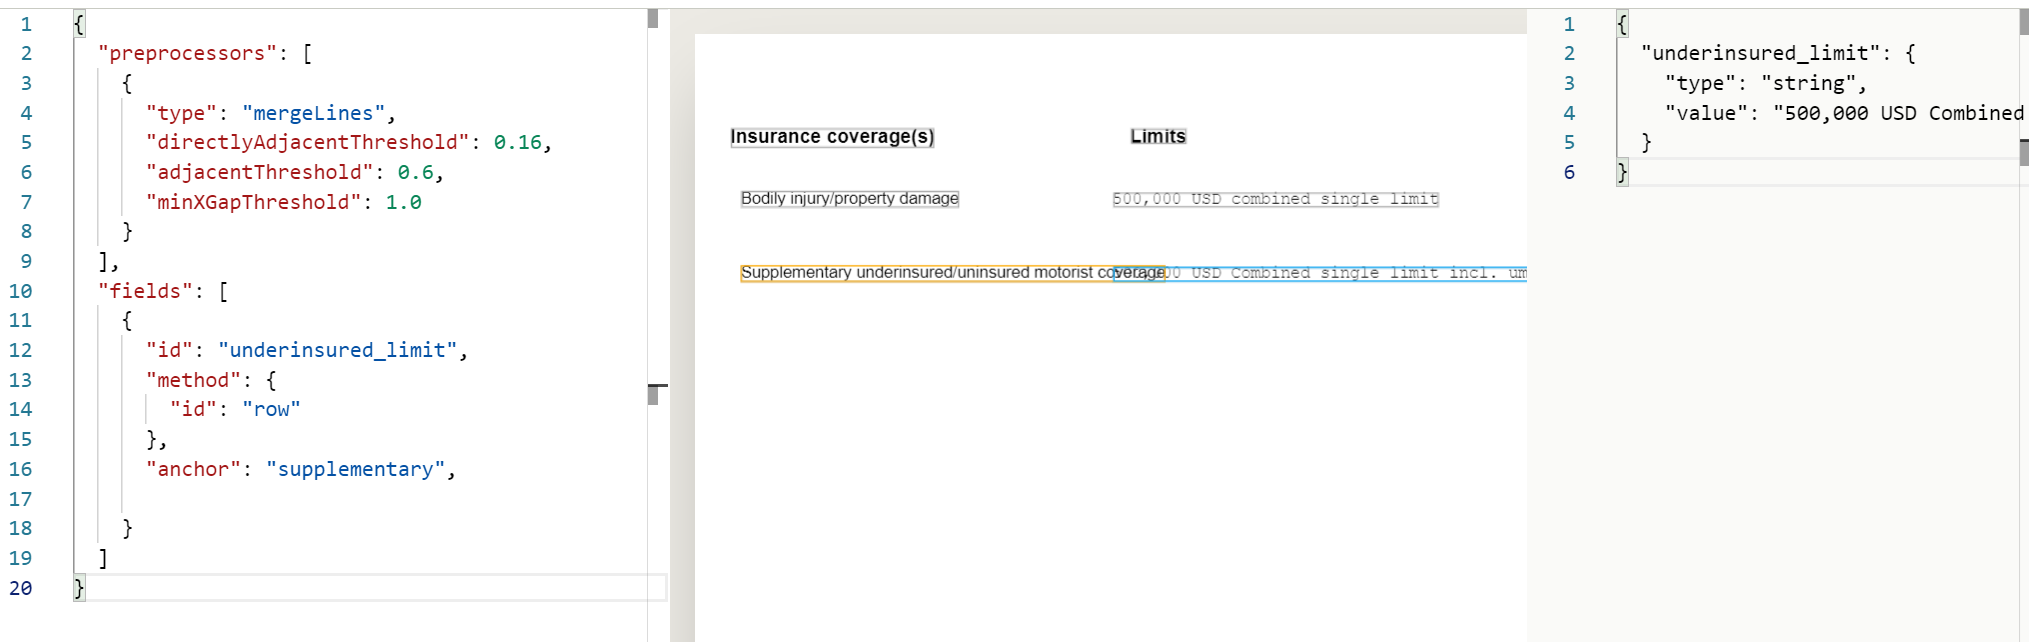 1 {
2 "preprocessors": [
3 {
4 "type": "mergeLines",
5 "directlyAdjacentThreshold": 0.16,
6 "adjacentThreshold": 0.6,
7 "minXGapThreshold": 1.0
8 }
9 ],
10 "fields": [
11 {
12 "id": "underinsured_limit",
13 "method": {
14 "id": "row"
15 },
16 "anchor": "supplementary",
17
18 }
19 ]
20 }
Insurance coverage(s) Limits
Bodily injury/property damage 500,000 USD combined single limit
Supplementary underinsured/uninsured motorist coverage 00 USD Combined single limit incl. um
1 {
2 "underinsured_limit": {
3 "type": "string",
4 "value": "500,000 USD Combined
5 }
6 }